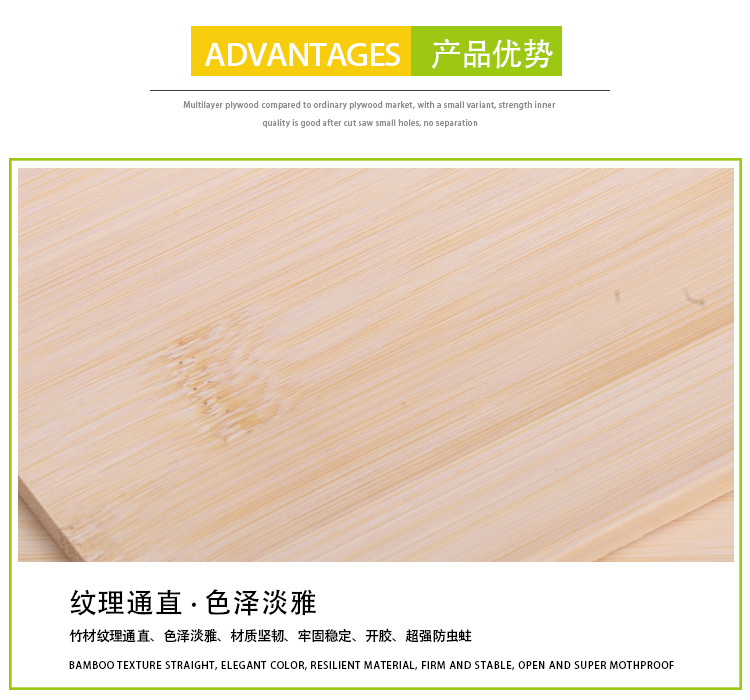 ADVANTAGES 产品优势
Multilayer plywood compared to ordinary plywood market, with a small variant, strength inner
quality is good after cut saw small holes, no separation
纹理通直·色泽淡雅
竹材纹理通直、色泽淡雅、材质坚韧、牢固稳定、开胶、超强防虫蛀
BAMBOO TEXTURE STRAIGHT, ELEGANT COLOR, RESILIENT MATERIAL, FIRM AND STABLE, OPEN AND SUPER MOTHPROOF